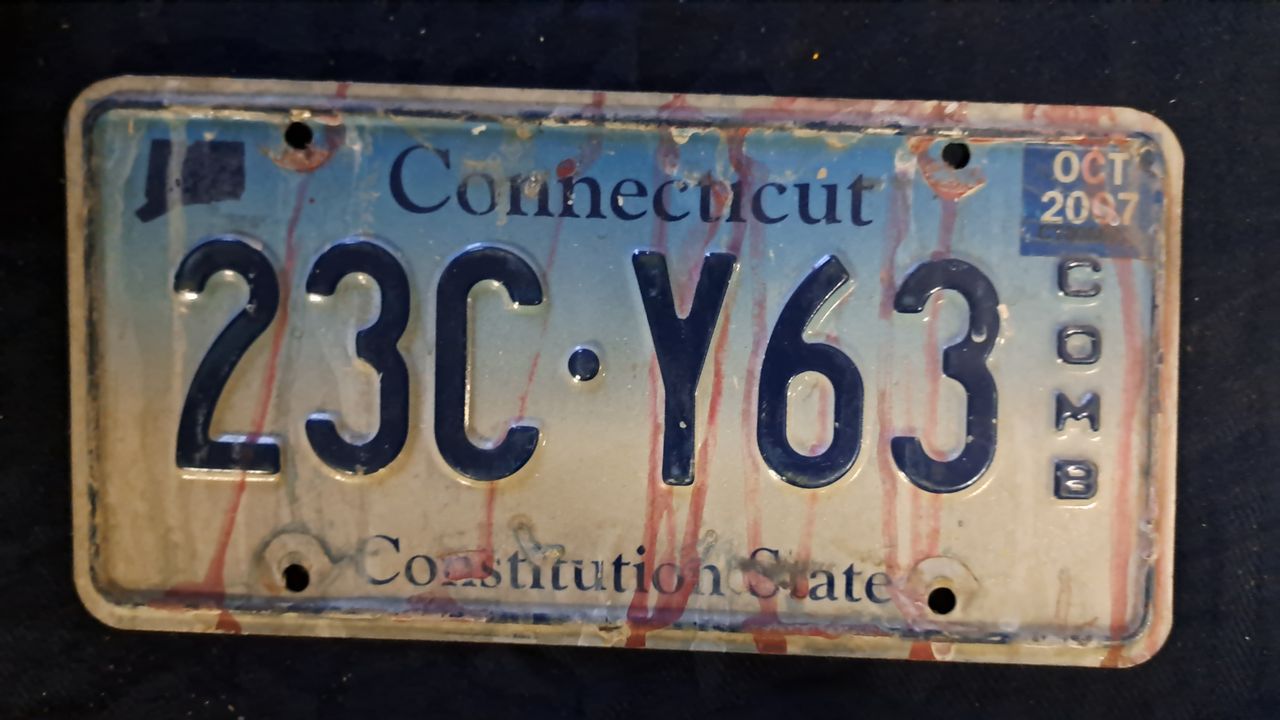 Connecticut
OCT
2007
23C·Y63
COMB
Constitution State